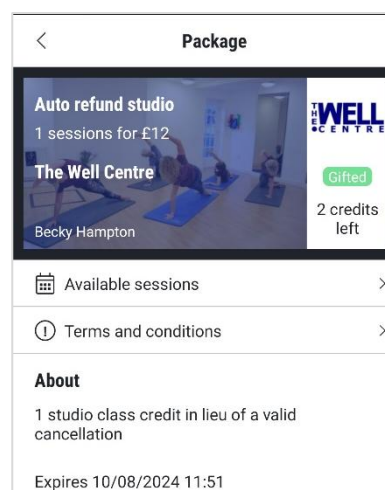 Package
Auto refund studio
1 sessions for £12
The Well Centre
Becky Hampton
THE WELL
CENTRE
Gifted
2 credits
left
Available sessions
Terms and conditions
About
1 studio class credit in lieu of a valid
cancellation
Expires 10/08/2024 11:51